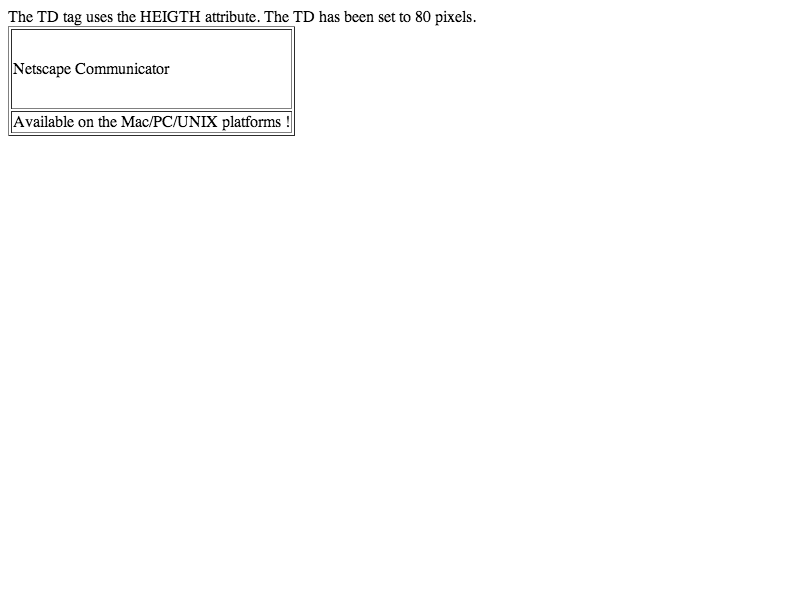 The TD tag uses the HEIGTH attribute. The TD has been set to 80 pixels.
Netscape Communicator
Available on the Mac/PC/UNIX platforms !